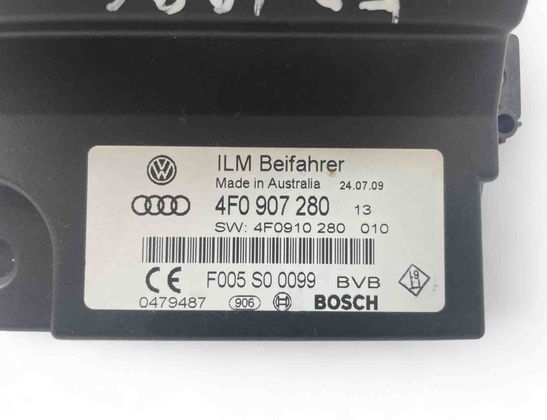 ILM Beifahrer
Made in Australia 24.07.09
4F0 907 280 13
SW: 4F0910 280 010
CE F005 S0 0099 BVB
0479487 906 BOSCH